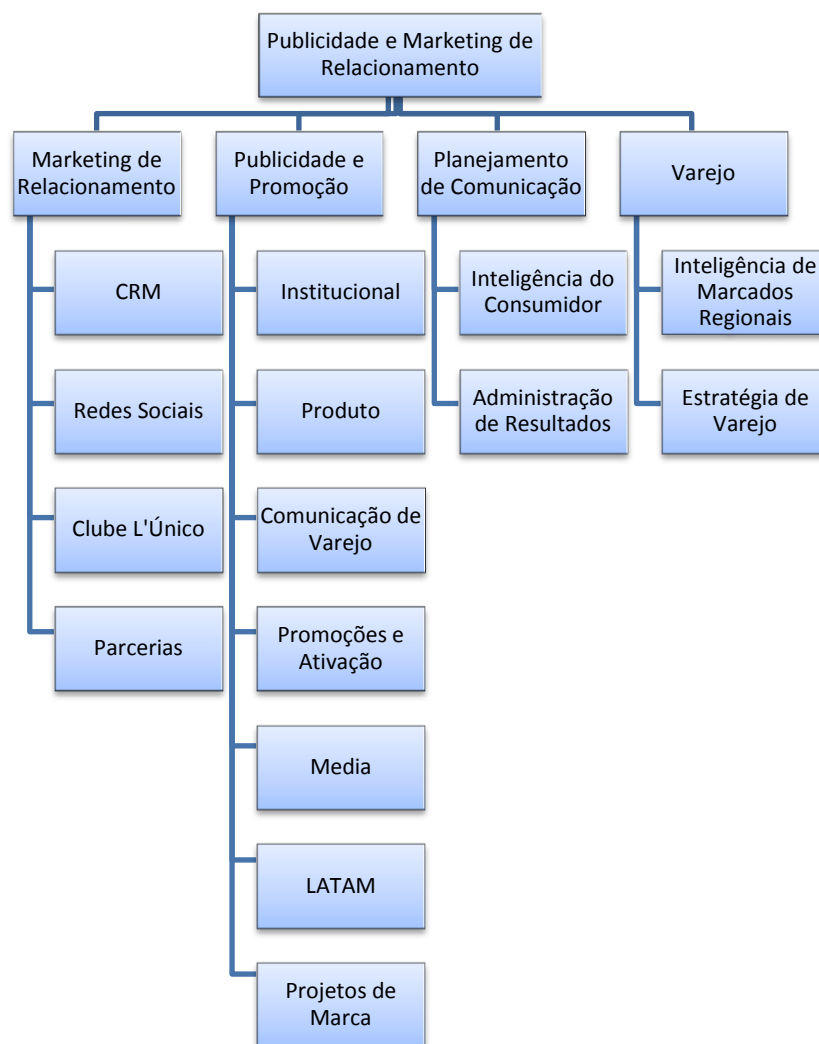 Publicidade e Marketing de
Relacionamento
Marketing de
Relacionamento
Publicidade e
Promoção
Planejamento
de Comunicação
Varejo
CRM
Redes Sociais
Clube L'Único
Parcerias
Institucional
Produto
Comunicação de
Varejo
Promoções e
Ativação
Media
LATAM
Projetos de
Marca
Inteligência do
Consumidor
Administração
de Resultados
Inteligência de
Marcados
Regionais
Estratégia de
Varejo